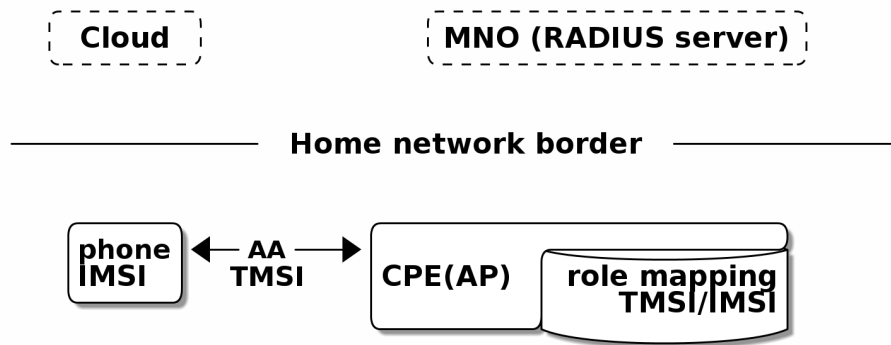 Cloud
MNO (RADIUS server)
Home network border
phone
IMSI
AA
TMSI
CPE(AP)
role mapping
TMSI/IMSI